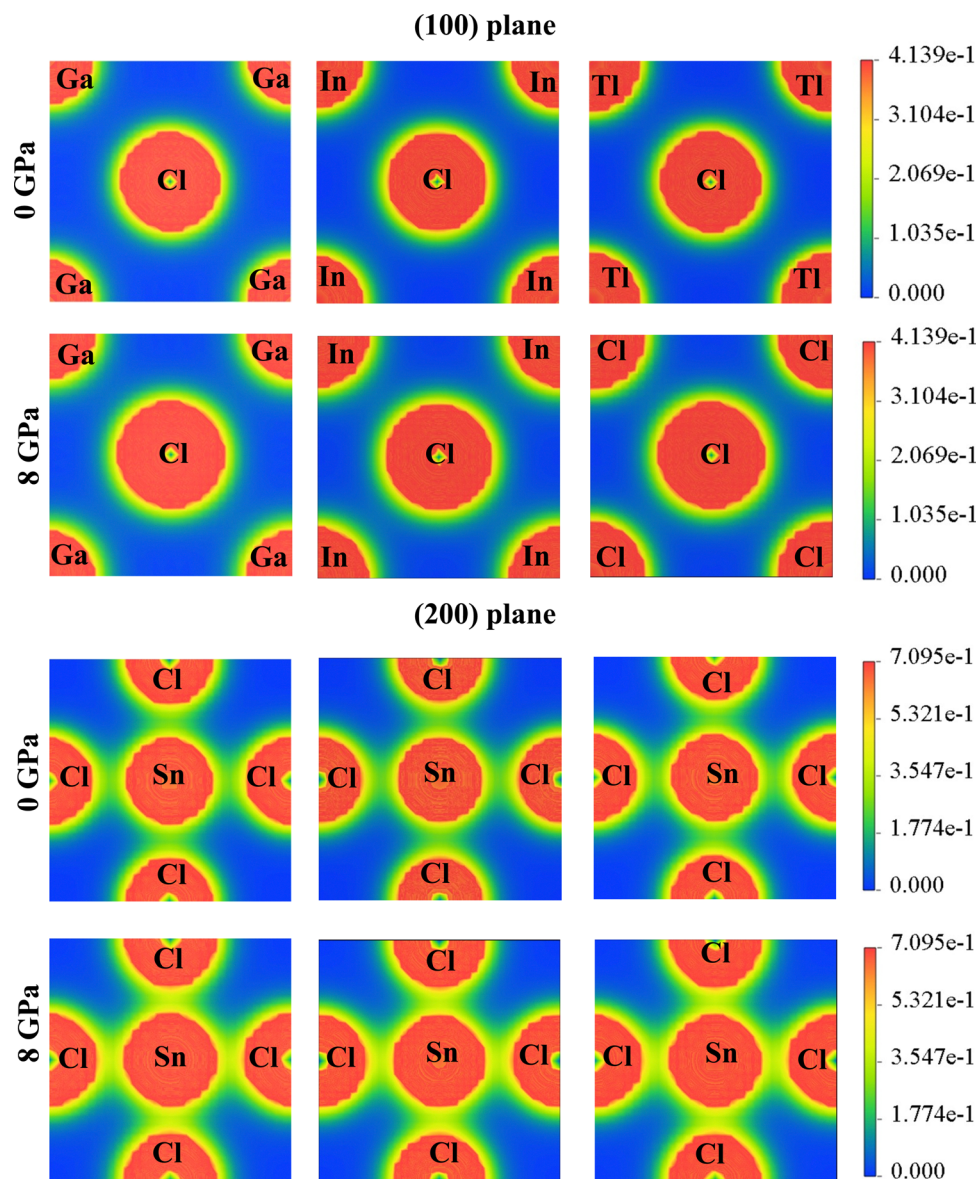 (100) plane
0 GPa
Ga Ga In In Tl Tl
Cl Cl Cl
Ga Ga In In Tl Tl
4.139e-1
3.104e-1
2.069e-1
1.035e-1
0.000
8 GPa
Ga Ga In In Cl Cl
Cl Cl Cl
Ga Ga In In Cl Cl
4.139e-1
3.104e-1
2.069e-1
1.035e-1
0.000
(200) plane
0 GPa
Cl Cl Cl
Cl Sn Cl Cl Sn Cl Cl Sn Cl
Cl Cl Cl
7.095e-1
5.321e-1
3.547e-1
1.774e-1
0.000
8 GPa
Cl Cl Cl
Cl Sn Cl Cl Sn Cl Cl Sn Cl
Cl Cl Cl
7.095e-1
5.321e-1
3.547e-1
1.774e-1
0.000